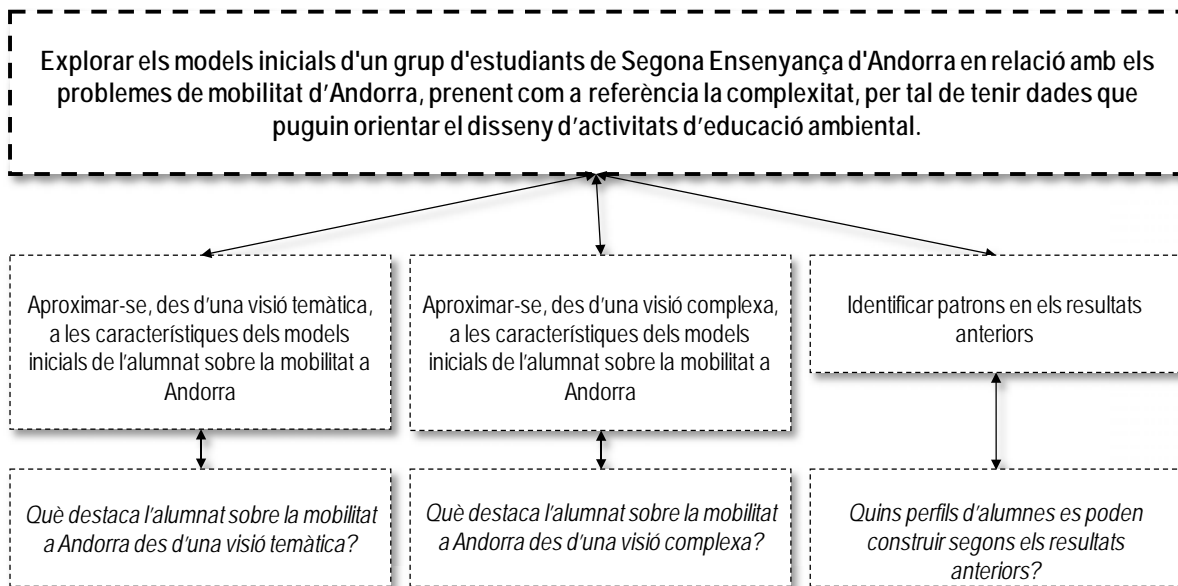 Explorar els models inicials d'un grup d'estudiants de Segona Ensenyança d'Andorra en relació amb els
problemes de mobilitat d’Andorra, prenent com a referència la complexitat, per tal de tenir dades que
puguin orientar el disseny d’activitats d’educació ambiental.
Aproximar-se, des d’una visió temàtica,
a les característiques dels models
inicials de l’alumnat sobre la mobilitat a
Andorra
Aproximar-se, des d’una visió complexa,
a les característiques dels models
inicials de l’alumnat sobre la mobilitat a
Andorra
Identificar patrons en els resultats
anteriors
Què destaca l’alumnat sobre la mobilitat
a Andorra des d’una visió temàtica?
Què destaca l’alumnat sobre la mobilitat
a Andorra des d’una visió complexa?
Quins perfils d’alumnes es poden
construir segons els resultats
anteriors?